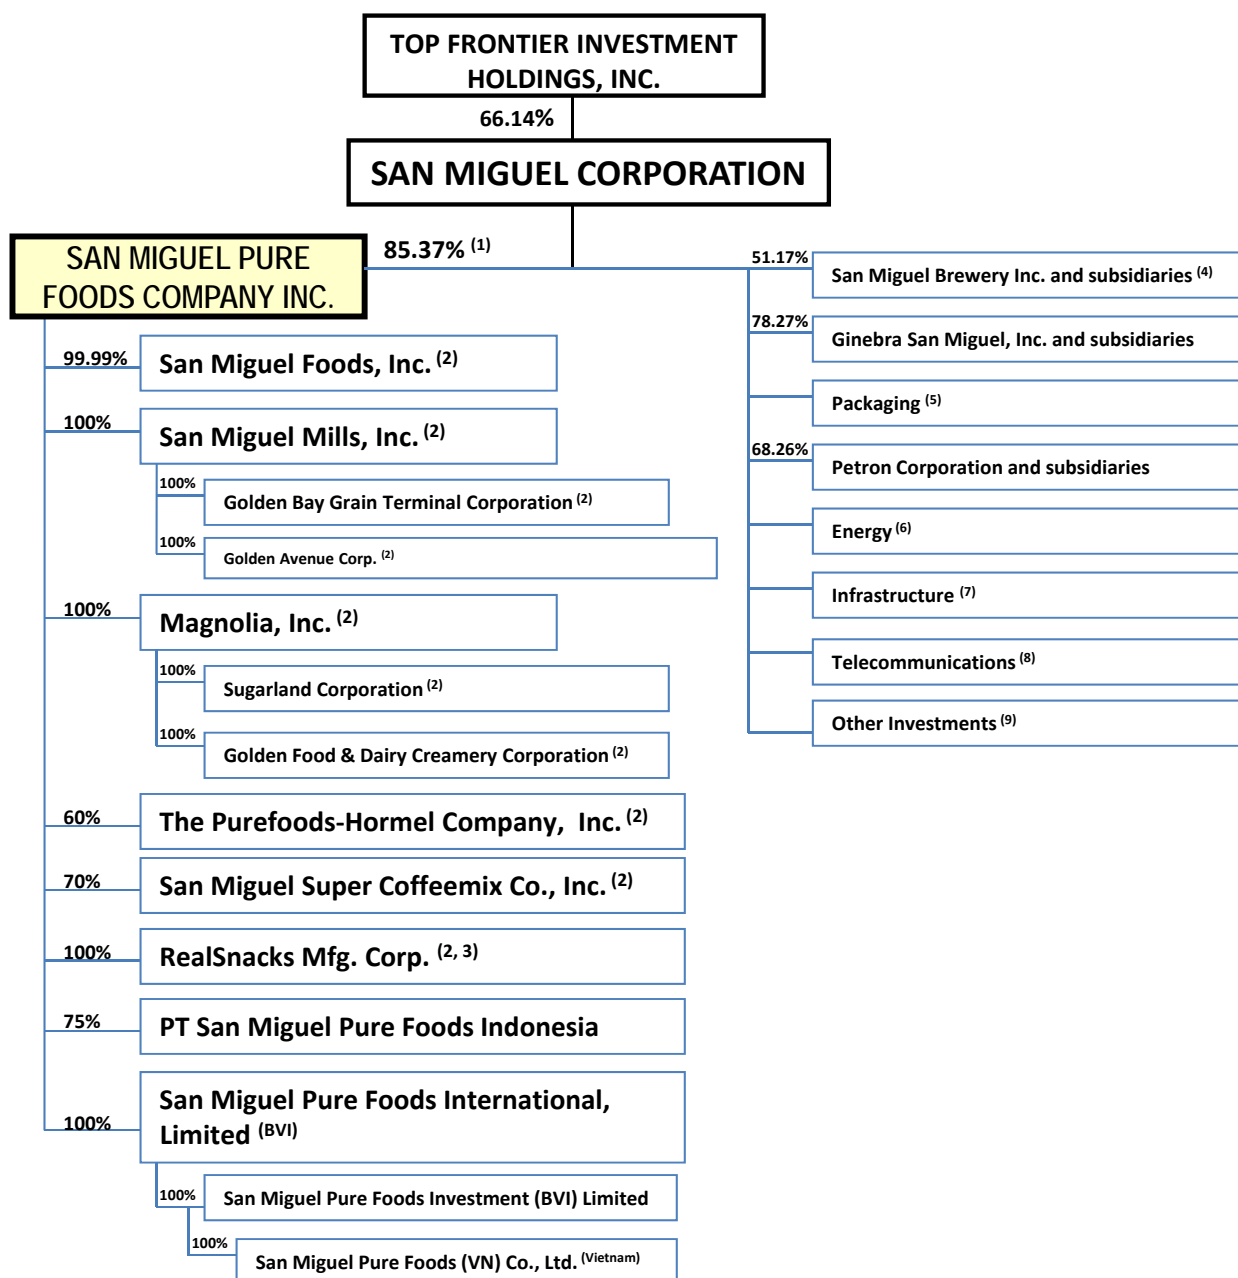 TOP FRONTIER INVESTMENT
HOLDINGS, INC.
66.14%
SAN MIGUEL CORPORATION
SAN MIGUEL PURE
FOODS COMPANY INC.
85.37% (1)
99.99%
San Miguel Foods, Inc. (2)
100%
San Miguel Mills, Inc. (2)
100%
Golden Bay Grain Terminal Corporation (2)
100%
Golden Avenue Corp. (2)
100%
Magnolia, Inc. (2)
100%
Sugarland Corporation (2)
100%
Golden Food & Dairy Creamery Corporation (2)
60%
The Purefoods-Hormel Company, Inc. (2)
70%
San Miguel Super Coffeemix Co., Inc. (2)
100%
RealSnacks Mfg. Corp. (2, 3)
75%
PT San Miguel Pure Foods Indonesia
100%
San Miguel Pure Foods International,
Limited (BVI)
100%
San Miguel Pure Foods Investment (BVI) Limited
100%
San Miguel Pure Foods (VN) Co., Ltd. (Vietnam)
51.17%
San Miguel Brewery Inc. and subsidiaries (4)
78.27%
Ginebra San Miguel, Inc. and subsidiaries
Packaging (5)
68.26%
Petron Corporation and subsidiaries
Energy (6)
Infrastructure (7)
Telecommunications (8)
Other Investments (9)